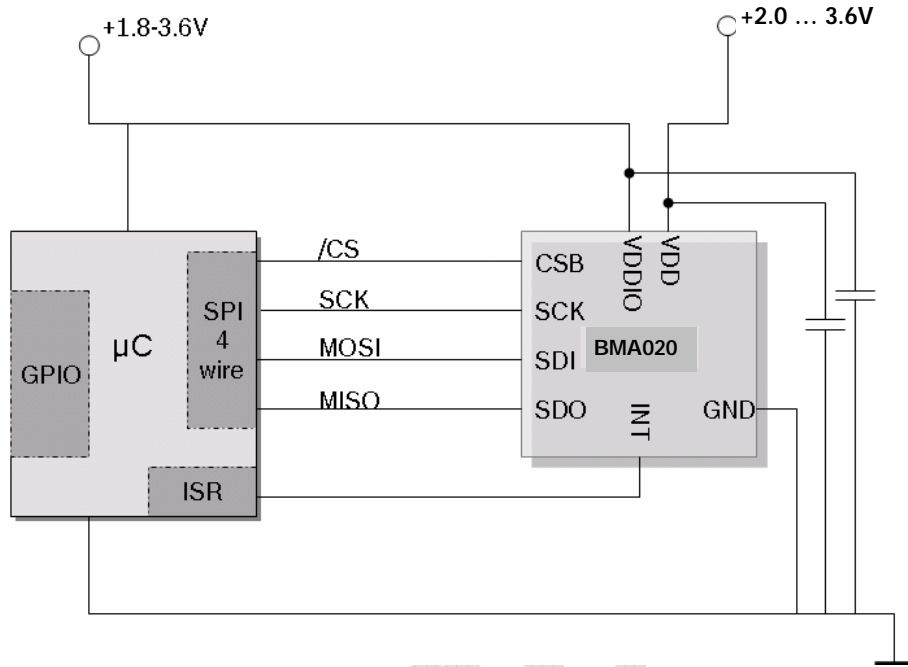 +1.8-3.6V
+2.0 ... 3.6V
/CS
SCK
MOSI
MISO
SPI
4
wire
µC
GPIO
ISR
CSB
SCK
SDI
SDO
VDDIO
VDD
BMA020
INT
GND